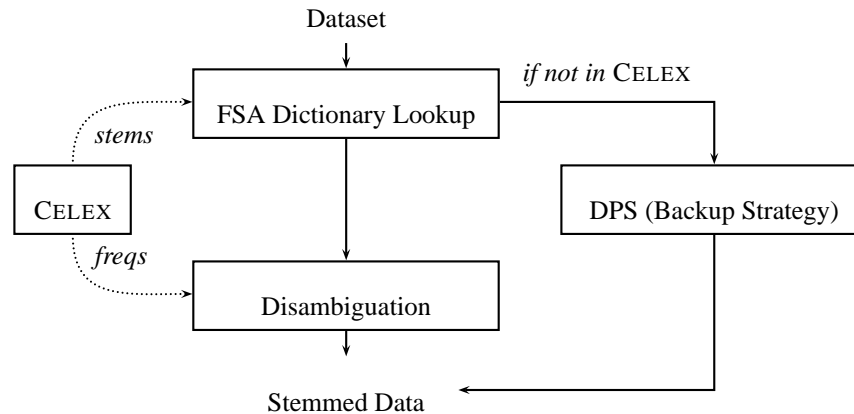 Dataset
if not in CELEX
FSA Dictionary Lookup
stems
CELEX
DPS (Backup Strategy)
freqs
Disambiguation
Stemmed Data